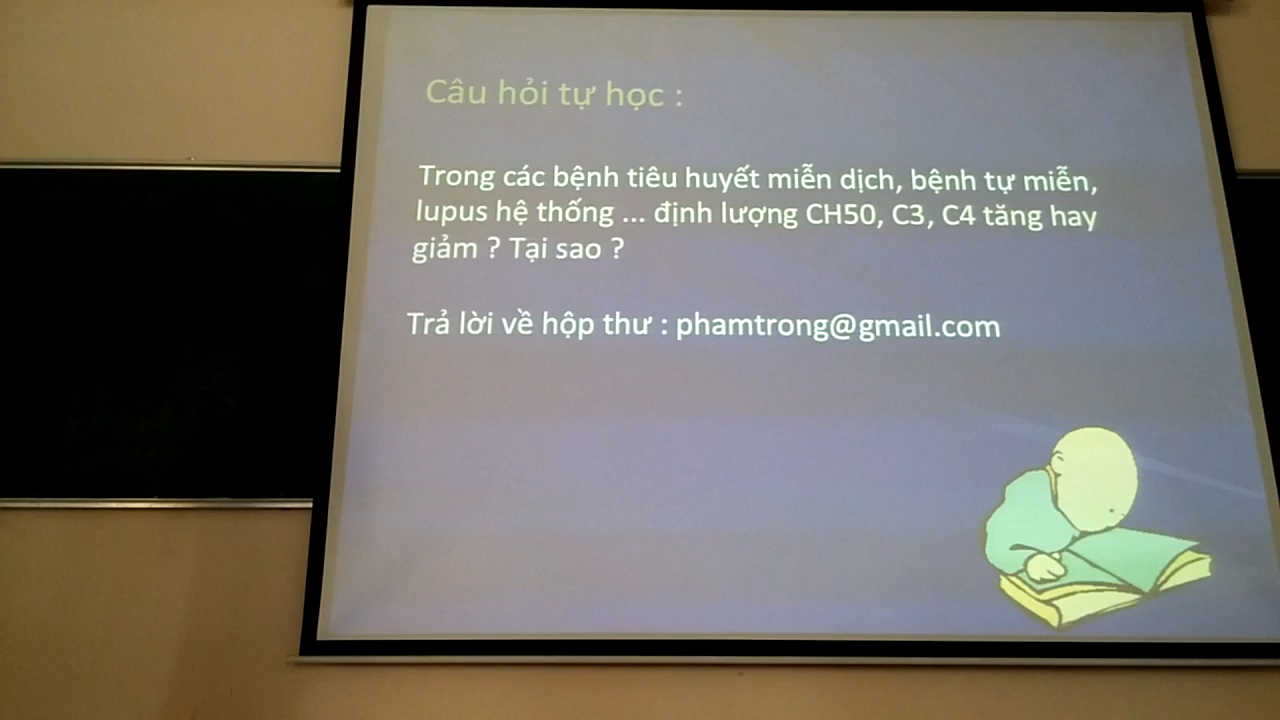 Câu hỏi tự học :
Trong các bệnh tiêu huyết miễn dịch, bệnh tự miễn,
lupus hệ thống ... định lượng CH50, C3, C4 tăng hay
giảm ? Tại sao ?
Trả lời về hộp thư : phamtrong@gmail.com